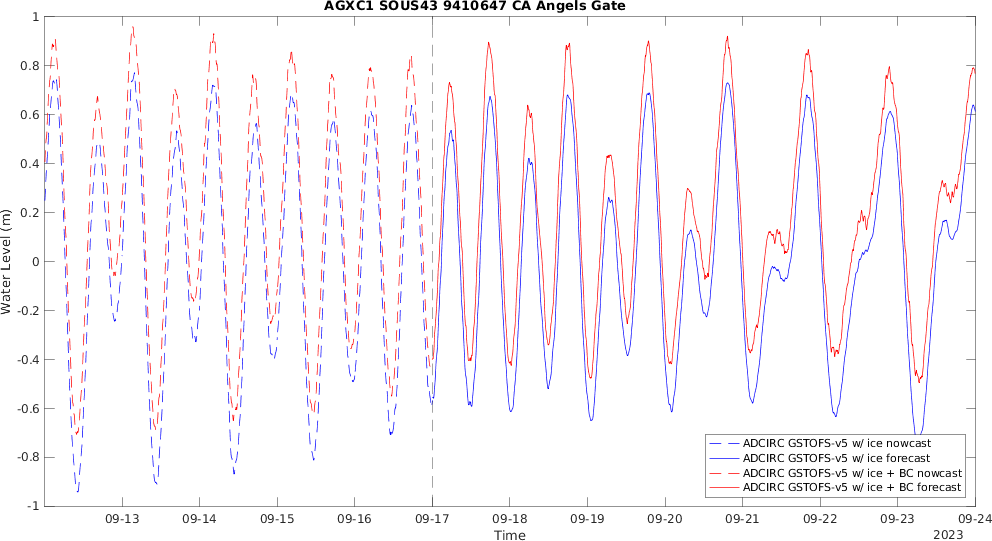 AGXC1 SOUS43 9410647 CA Angels Gate
1
0.8
0.6
0.4
0.2
0
-0.2
-0.4
-0.6
-0.8
-1
Water Level (m)
ADCIRC GSTOFS-v5 w/ ice nowcast
ADCIRC GSTOFS-v5 w/ ice forecast
ADCIRC GSTOFS-v5 w/ ice + BC nowcast
ADCIRC GSTOFS-v5 w/ ice + BC forecast
09-13 09-14 09-15 09-16 09-17 09-18 09-19 09-20 09-21 09-22 09-23 09-24
Time
2023